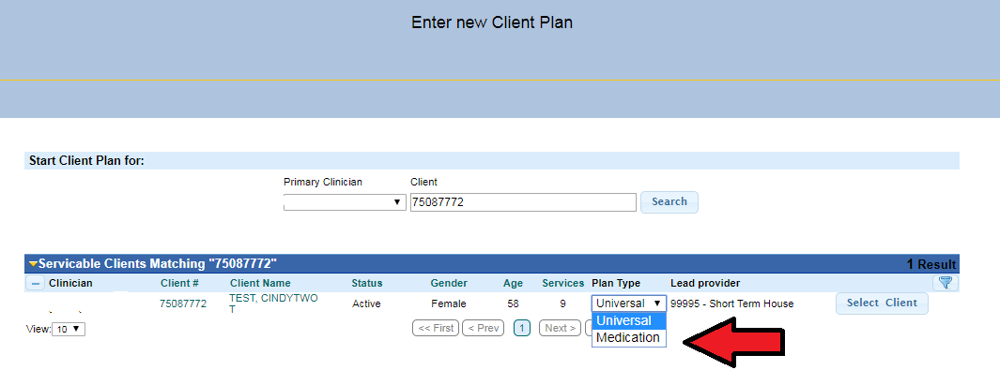 Enter new Client Plan
Start Client Plan for:
Primary Clinician Client
75087772 Search
Servicable Clients Matching "75087772" 1 Result
Clinician Client # Client Name Status Gender Age Services Plan Type Lead provider
75087772 TEST, CINDYTWO T Active Female 58 9 Universal 99995 - Short Term House Select Client
Universal
Medication
View: 10 << First < Prev 1 Next >